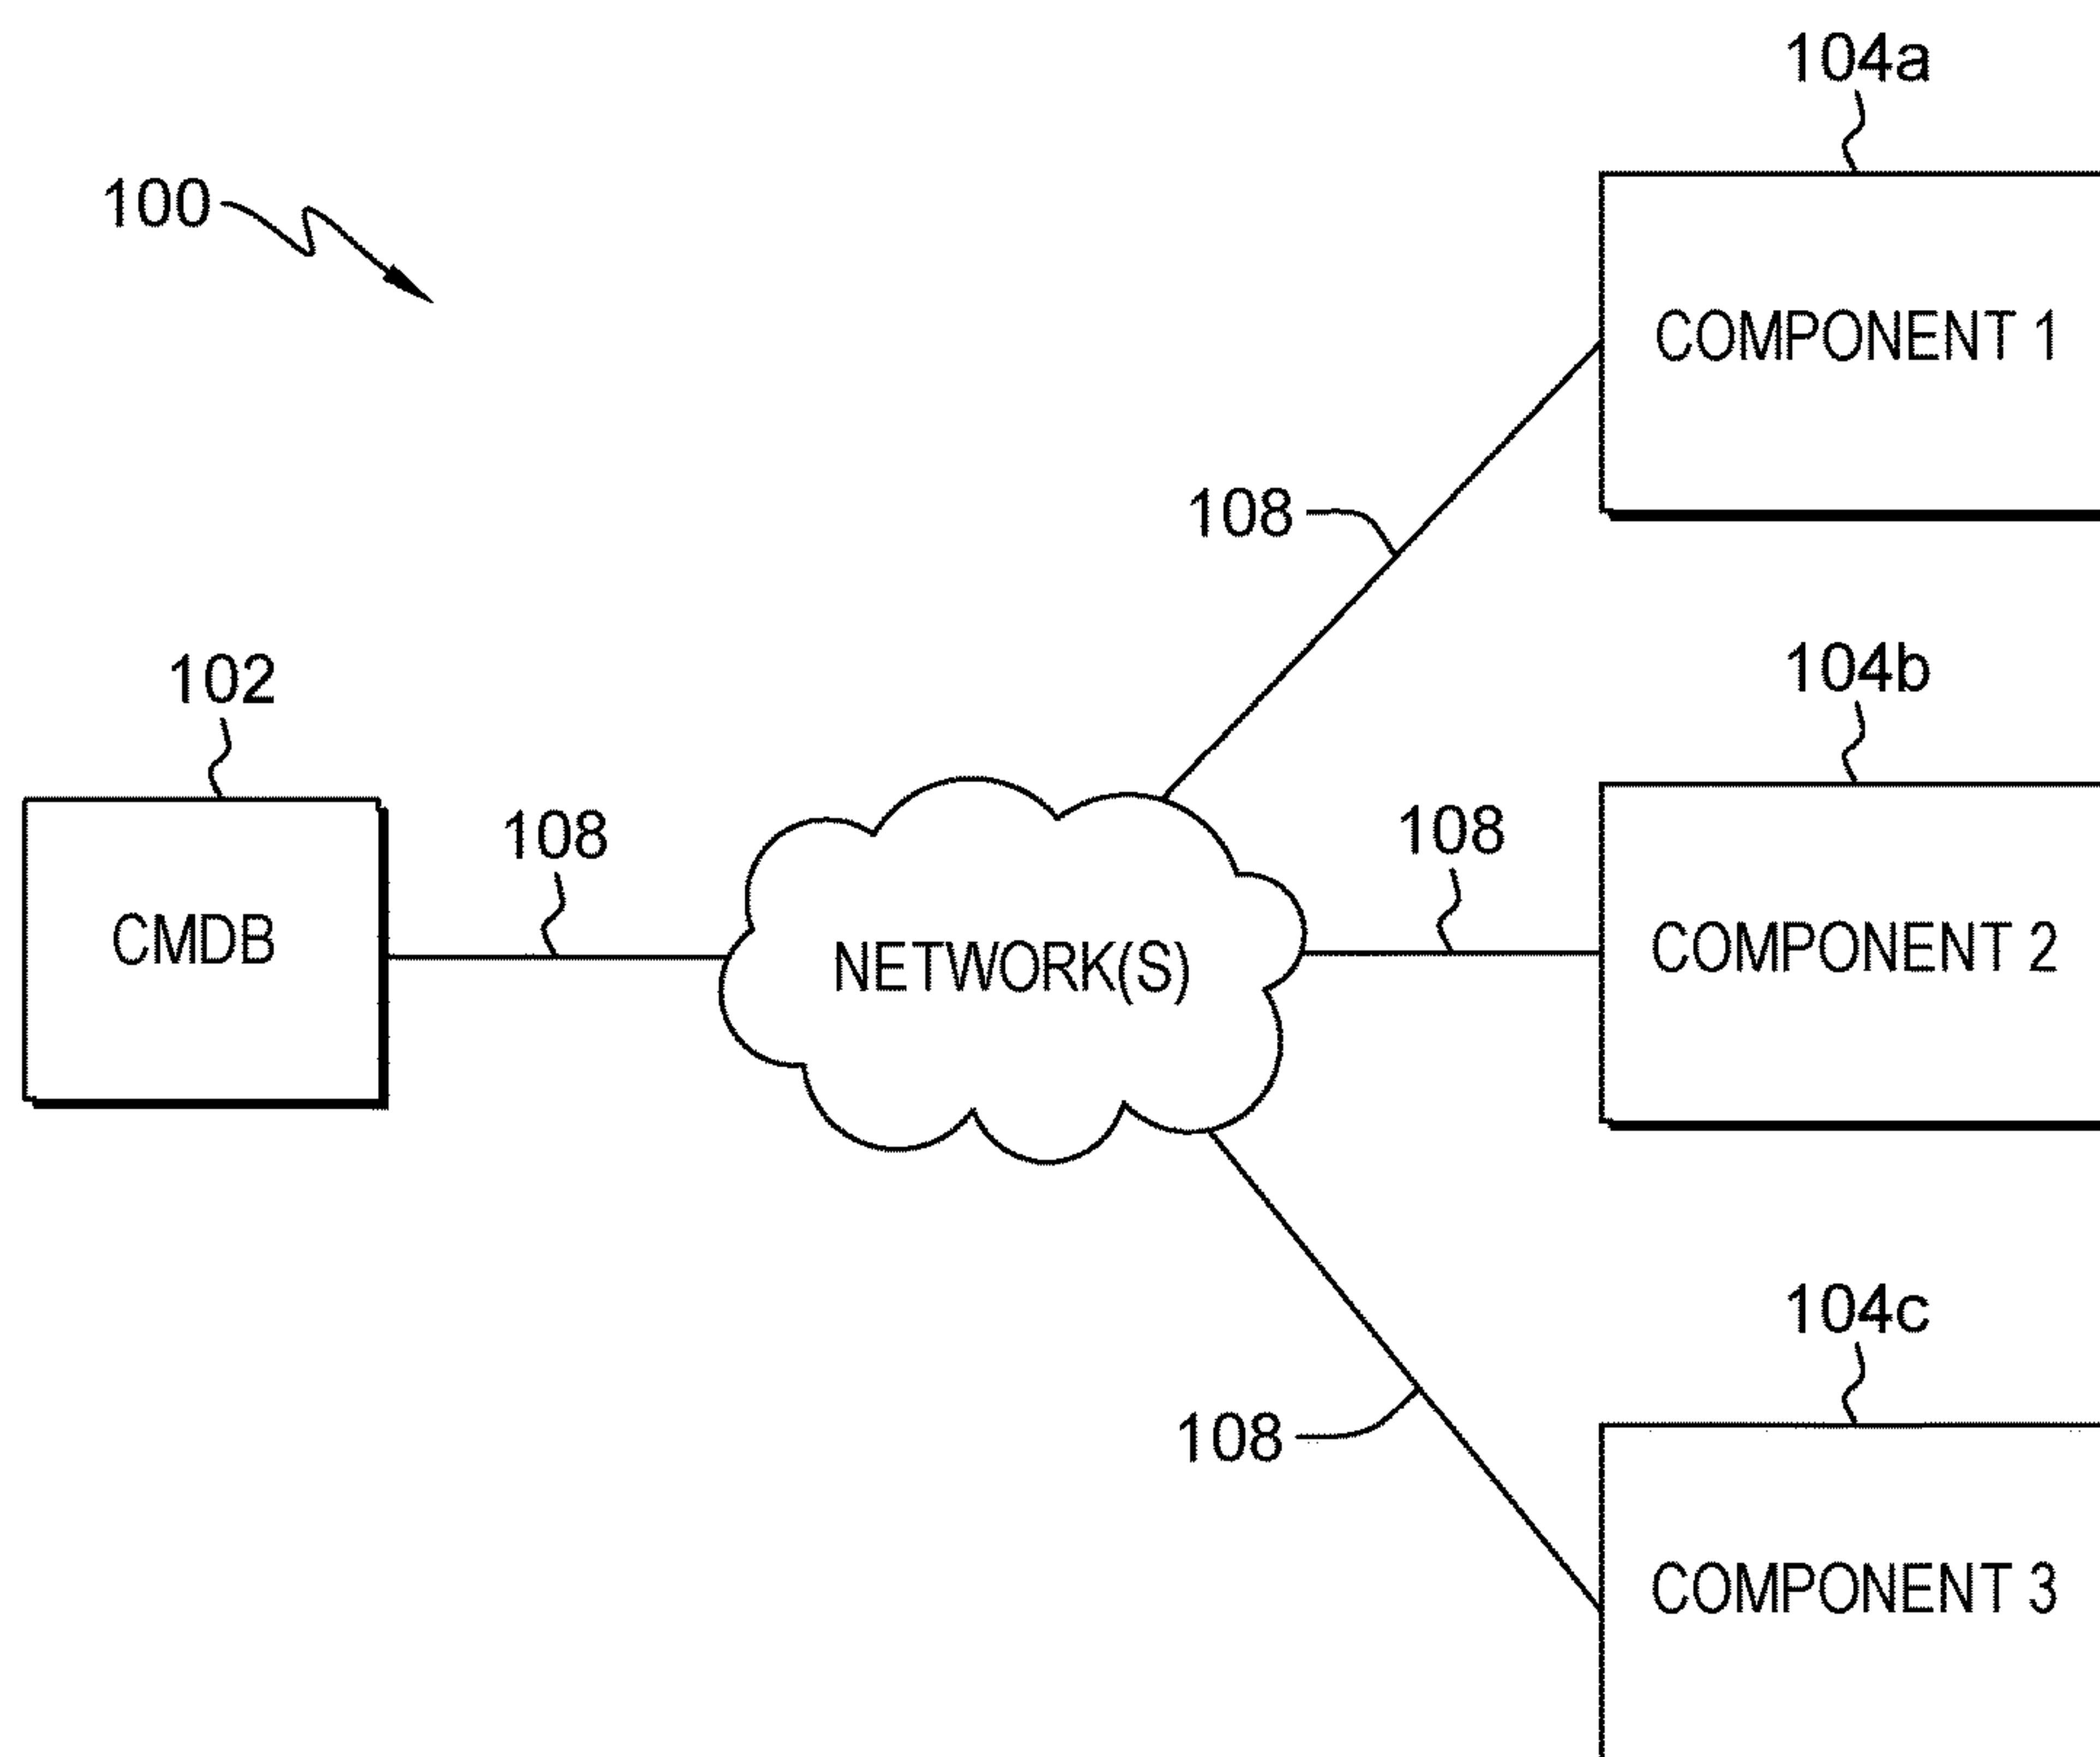 104a
100
COMPONENT 1
108
104b
102
108
108
CMDB
NETWORK(S)
COMPONENT 2
104c
108
COMPONENT 3